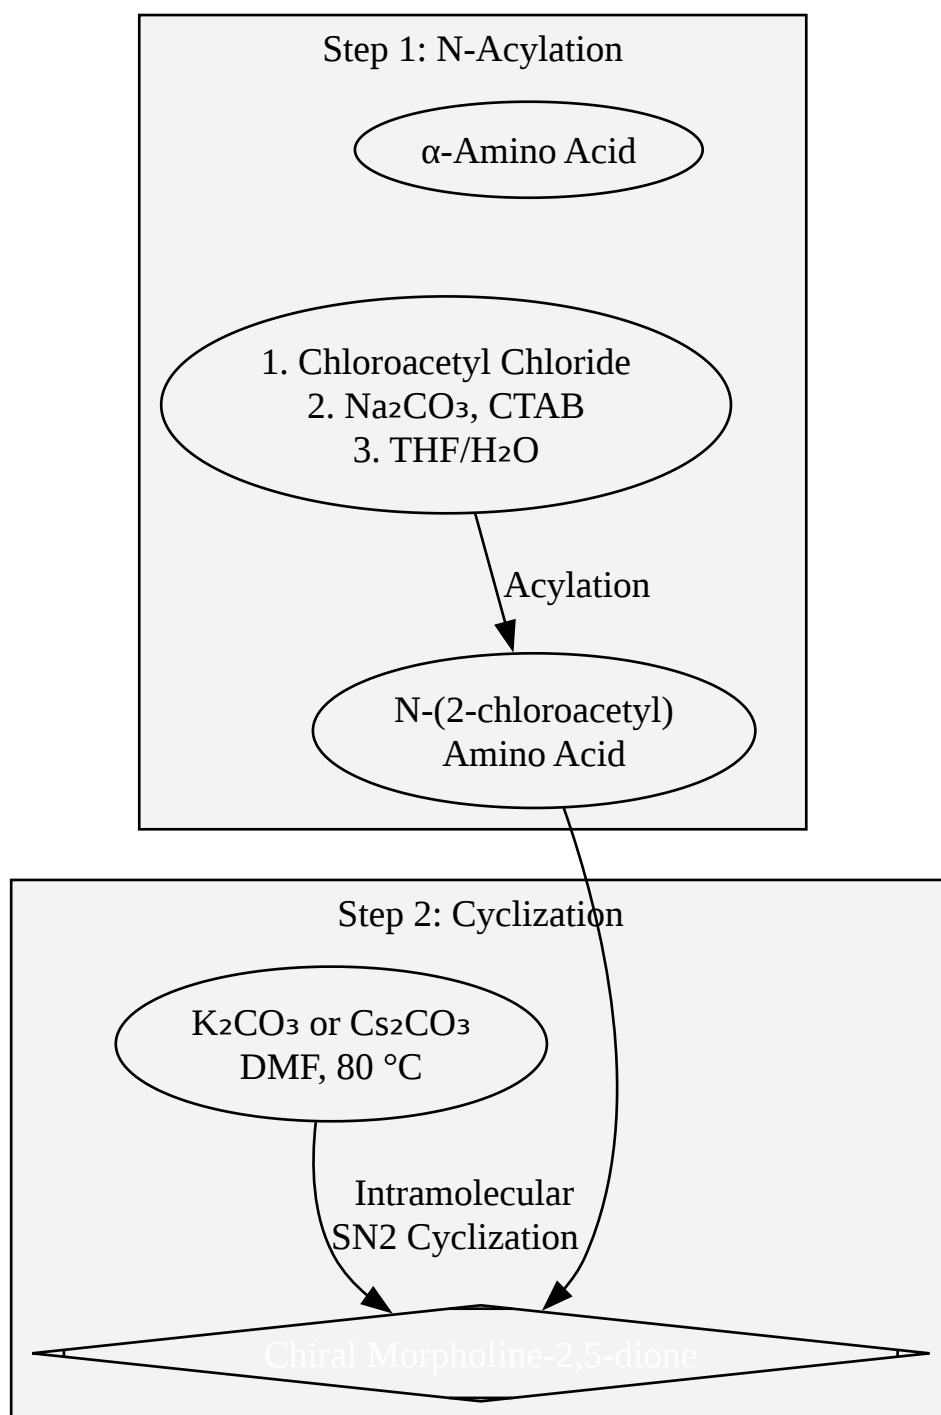 Step 1: N-Acylation
α-Amino Acid
1. Chloroacetyl Chloride
2. Na₂CO₃, CTAB
3. THF/H₂O
Acylation
N-(2-chloroacetyl)
Amino Acid
Step 2: Cyclization
K₂CO₃ or Cs₂CO₃
DMF, 80 °C
Intramolecular
SN2 Cyclization
Chiral Morpholine-2,5-dione